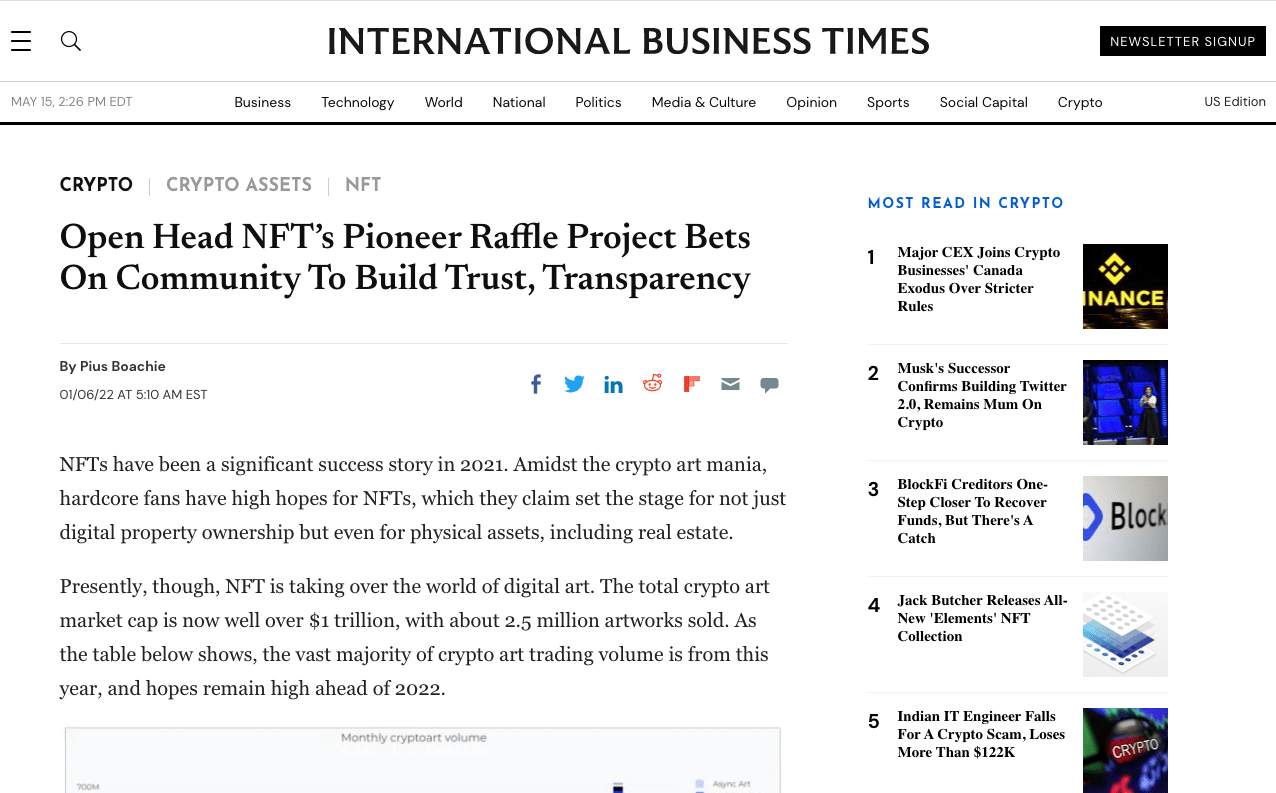 INTERNATIONAL BUSINESS TIMES
NEWSLETTER SIGNUP
MAY 15, 2:26 PM EDT
Business Technology World National Politics Media & Culture Opinion Sports Social Capital Crypto
US Edition
CRYPTO | CRYPTO ASSETS | NFT
Open Head NFT’s Pioneer Raffle Project Bets
On Community To Build Trust, Transparency
By Pius Boachie
01/06/22 AT 5:10 AM EST
NFTs have been a significant success story in 2021. Amidst the crypto art mania,
hardcore fans have high hopes for NFTs, which they claim set the stage for not just
digital property ownership but even for physical assets, including real estate.
Presently, though, NFT is taking over the world of digital art. The total crypto art
market cap is now well over $1 trillion, with about 2.5 million artworks sold. As
the table below shows, the vast majority of crypto art trading volume is from this
year, and hopes remain high ahead of 2022.
Monthly cryptoart volume
700M
Async Art
MOST READ IN CRYPTO
1
Major CEX Joins Crypto
Businesses' Canada
Exodus Over Stricter
Rules
INANCE
2
Musk's Successor
Confirms Building Twitter
2.0, Remains Mum On
Crypto
3
BlockFi Creditors One-
Step Closer To Recover
Funds, But There's A
Catch
Block
4
Jack Butcher Releases All-
New 'Elements' NFT
Collection
5
Indian IT Engineer Falls
For A Crypto Scam, Loses
More Than $122K
CRYPTO